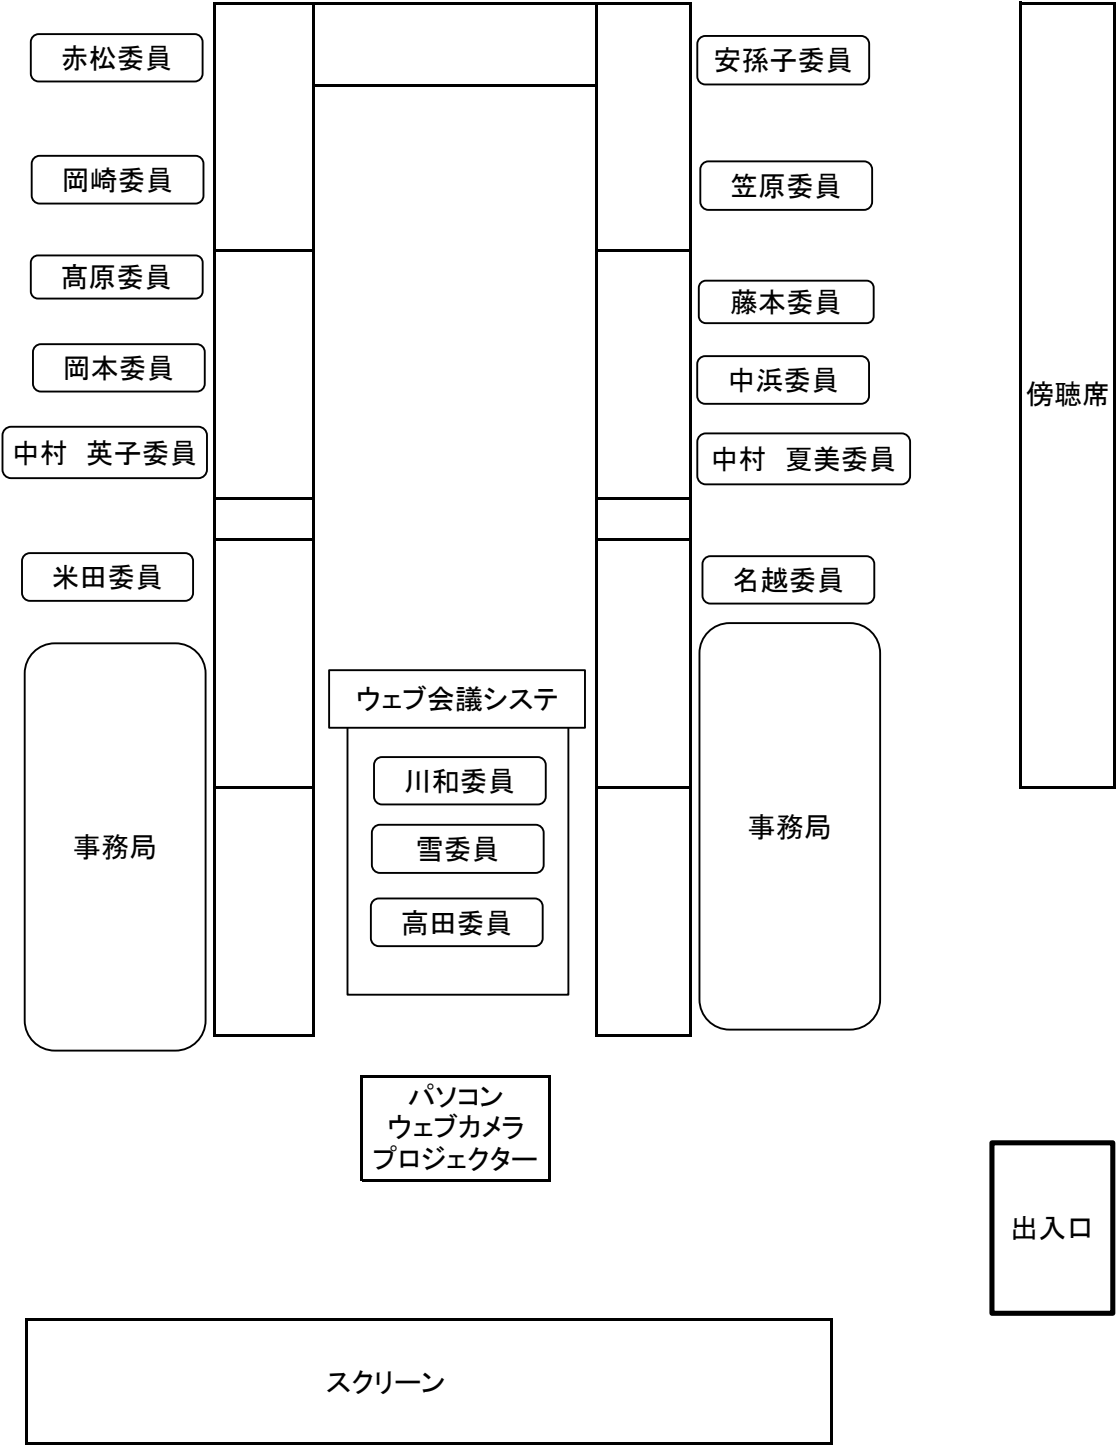 赤松委員
安孫子委員
岡崎委員
笠原委員
髙原委員
藤本委員
岡本委員
中浜委員
傍聴席
中村　英子委員
中村　夏美委員
米田委員
名越委員
ウェブ会議システ
川和委員
雪委員
高田委員
事務局
事務局
パソコン
ウェブカメラ
プロジェクター
出入口
スクリーン